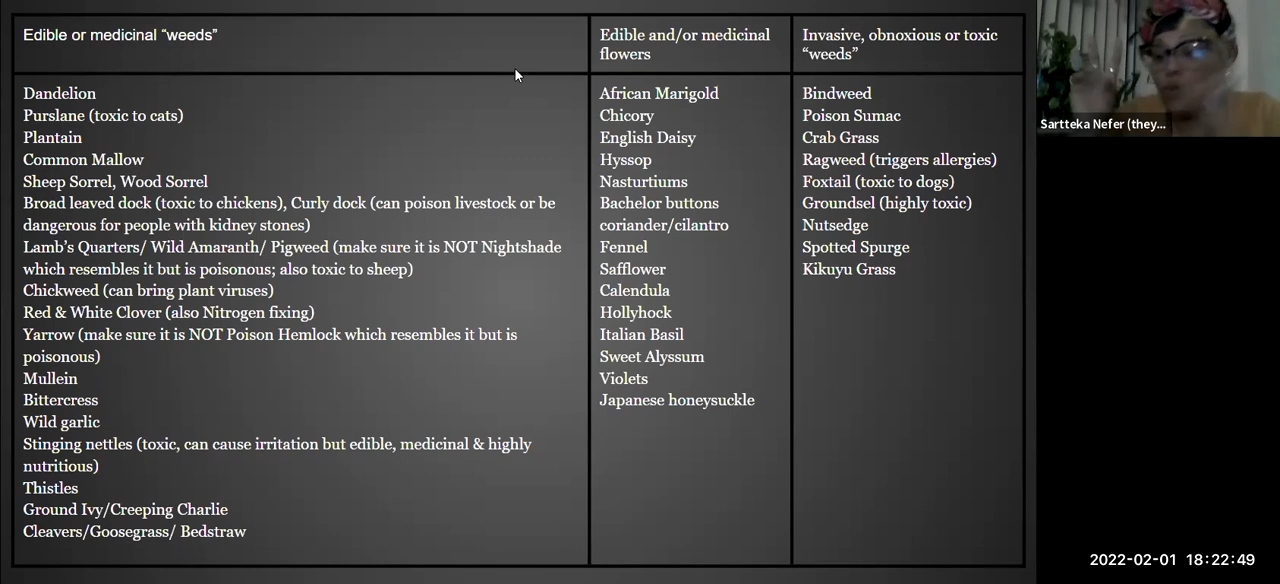 Edible or medicinal “weeds”
Dandelion
Purslane (toxic to cats)
Plantain
Common Mallow
Sheep Sorrel, Wood Sorrel
Broad leaved dock (toxic to chickens), Curly dock (can poison livestock or be
dangerous for people with kidney stones)
Lamb’s Quarters/ Wild Amaranth/ Pigweed (make sure it is NOT Nightshade
which resembles it but is poisonous; also toxic to sheep)
Chickweed (can bring plant viruses)
Red & White Clover (also Nitrogen fixing)
Yarrow (make sure it is NOT Poison Hemlock which resembles it but is
poisonous)
Mullein
Bittercress
Wild garlic
Stinging nettles (toxic, can cause irritation but edible, medicinal & highly
nutritious)
Thistles
Ground Ivy/Creeping Charlie
Cleavers/Goosegrass/ Bedstraw
Edible and/or medicinal
flowers
African Marigold
Chicory
English Daisy
Hyssop
Nasturtiums
Bachelor buttons
coriander/cilantro
Fennel
Safflower
Calendula
Hollyhock
Italian Basil
Sweet Alyssum
Violets
Japanese honeysuckle
Invasive, obnoxious or toxic
“weeds”
Bindweed
Poison Sumac
Crab Grass
Ragweed (triggers allergies)
Foxtail (toxic to dogs)
Groundsel (highly toxic)
Nutsedge
Spotted Spurge
Kikuyu Grass
Sartteka Nefer (they...
2022-02-01 18:22:49